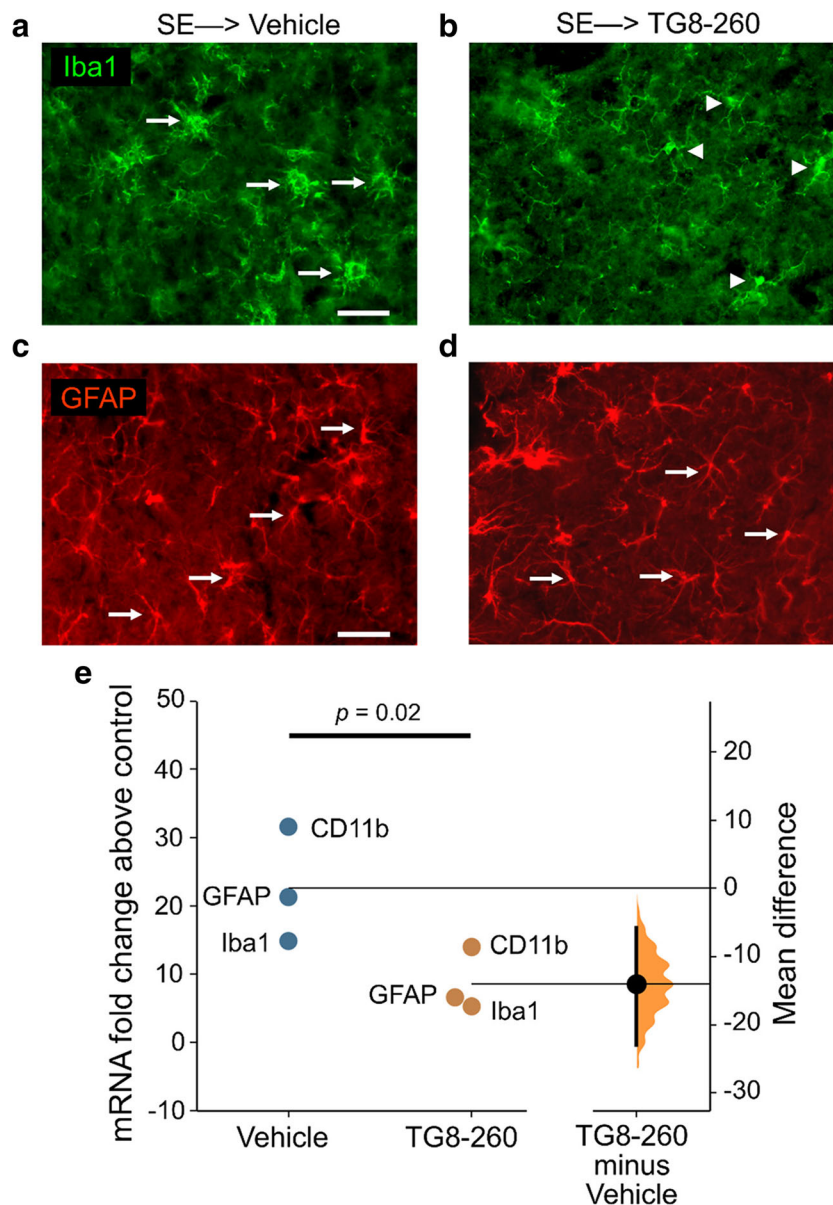 a
SE—> Vehicle
b
SE—> TG8-260
Iba1
c
d
GFAP
e
mRNA fold change above control
50
40
30
20
10
0
-10
p = 0.02
CD11b
GFAP
Iba1
CD11b
GFAP
Iba1
20
10
0
-10
-20
-30
Mean difference
Vehicle
TG8-260
TG8-260
minus
Vehicle